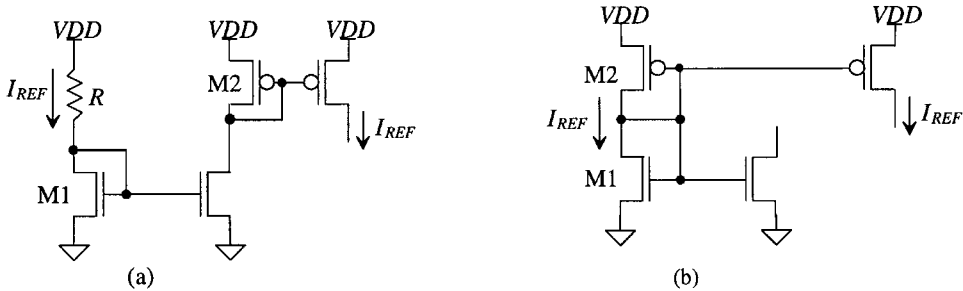 VDD
VDD
VDD
I_REF
R
M2
I_REF
M1
(a)
VDD
VDD
M2
I_REF
I_REF
M1
(b)